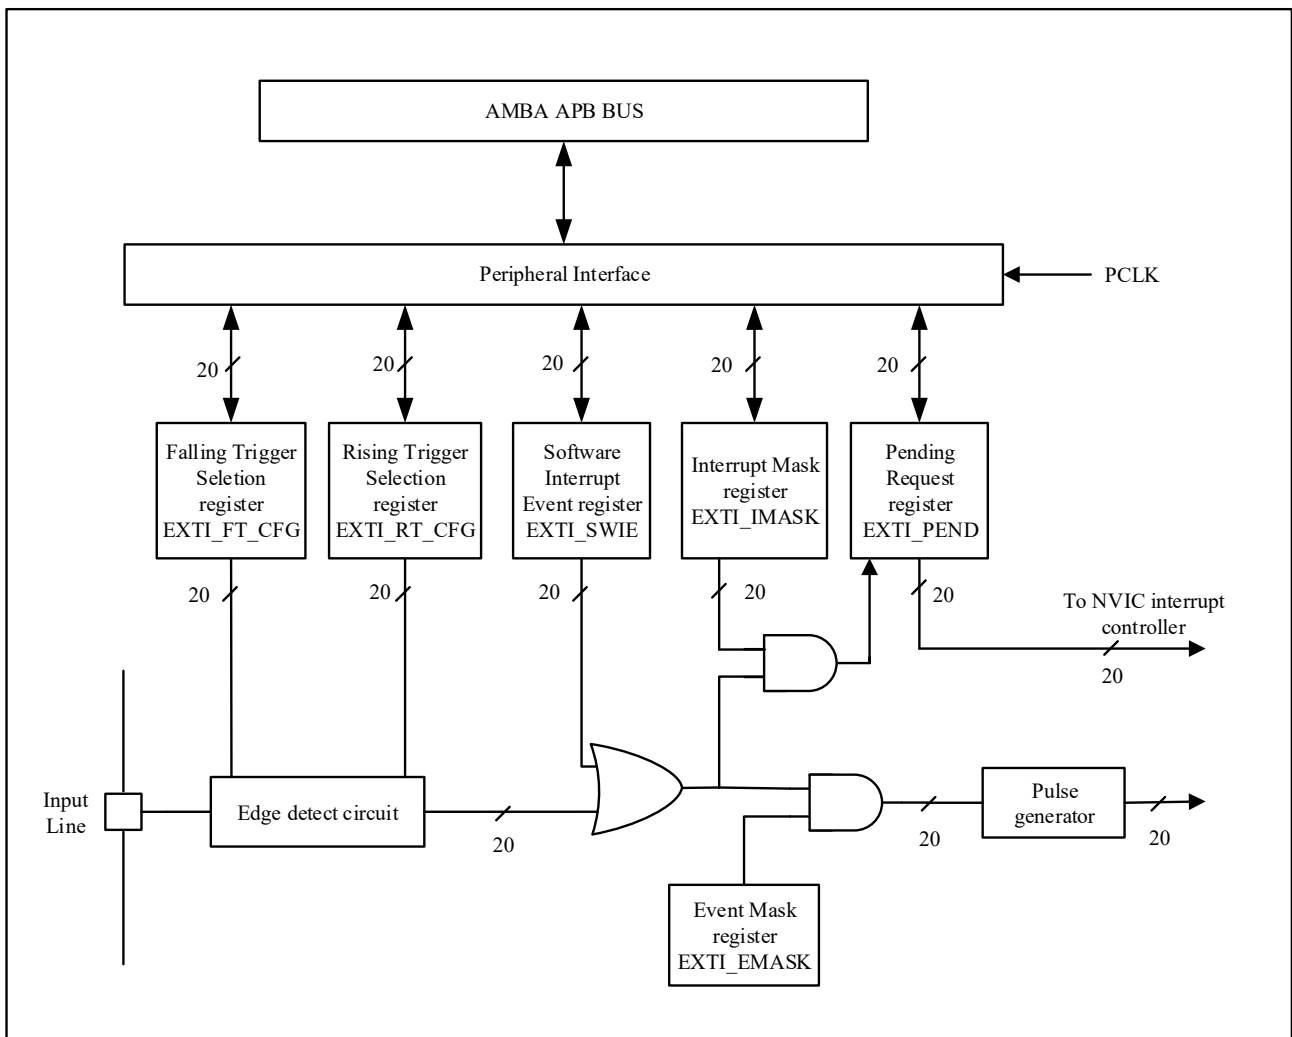 AMBA APB BUS
Peripheral Interface
PCLK
20
20
20
20
20
Falling Trigger
Seletion
register
EXTI_FT_CFG
Rising Trigger
Selection
register
EXTI_RT_CFG
Software
Interrupt
Event register
EXTI_SWIE
Interrupt Mask
register
EXTI_IMASK
Pending
Request
register
EXTI_PEND
20
20
20
20
20
To NVIC interrupt
controller
20
Input
Line
Edge detect circuit
20
Pulse
generator
20
20
Event Mask
register
EXTI_EMASK